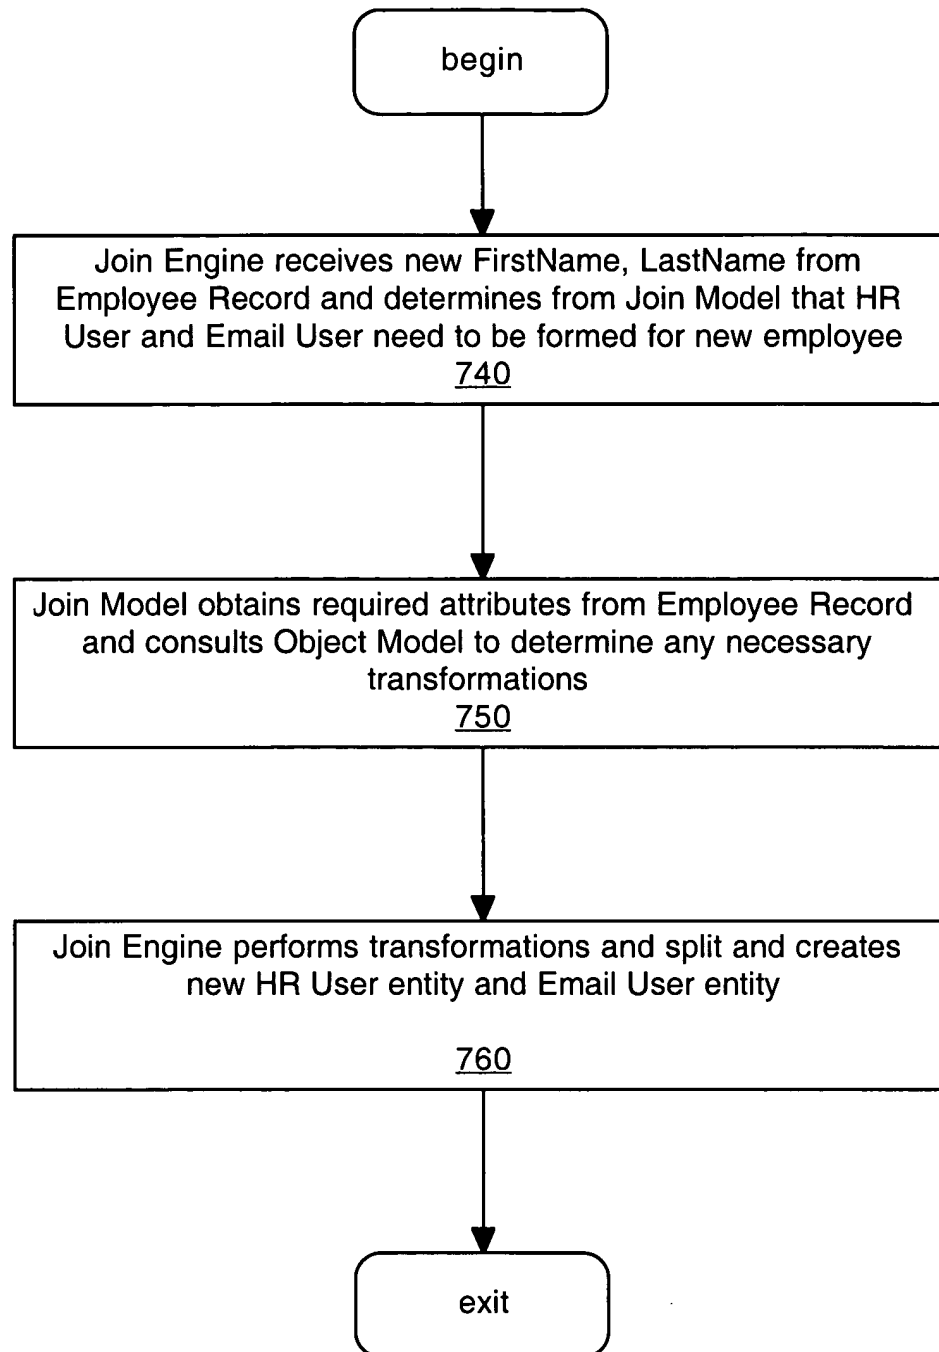 begin
Join Engine receives new FirstName, LastName from
Employee Record and determines from Join Model that HR
User and Email User need to be formed for new employee
740
Join Model obtains required attributes from Employee Record
and consults Object Model to determine any necessary
transformations
750
Join Engine performs transformations and split and creates
new HR User entity and Email User entity
760
exit